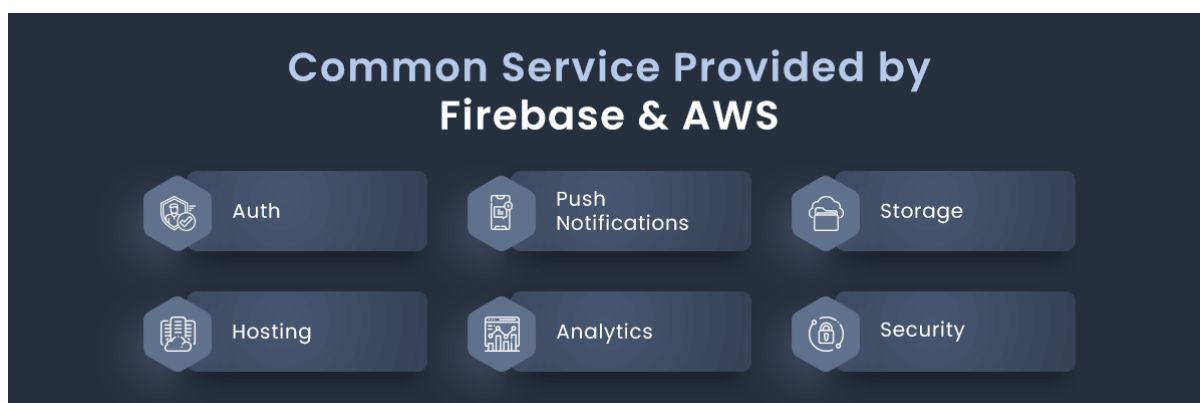 Common Service Provided by
Firebase & AWS
Auth
Push
Notifications
Storage
Hosting
Analytics
Security